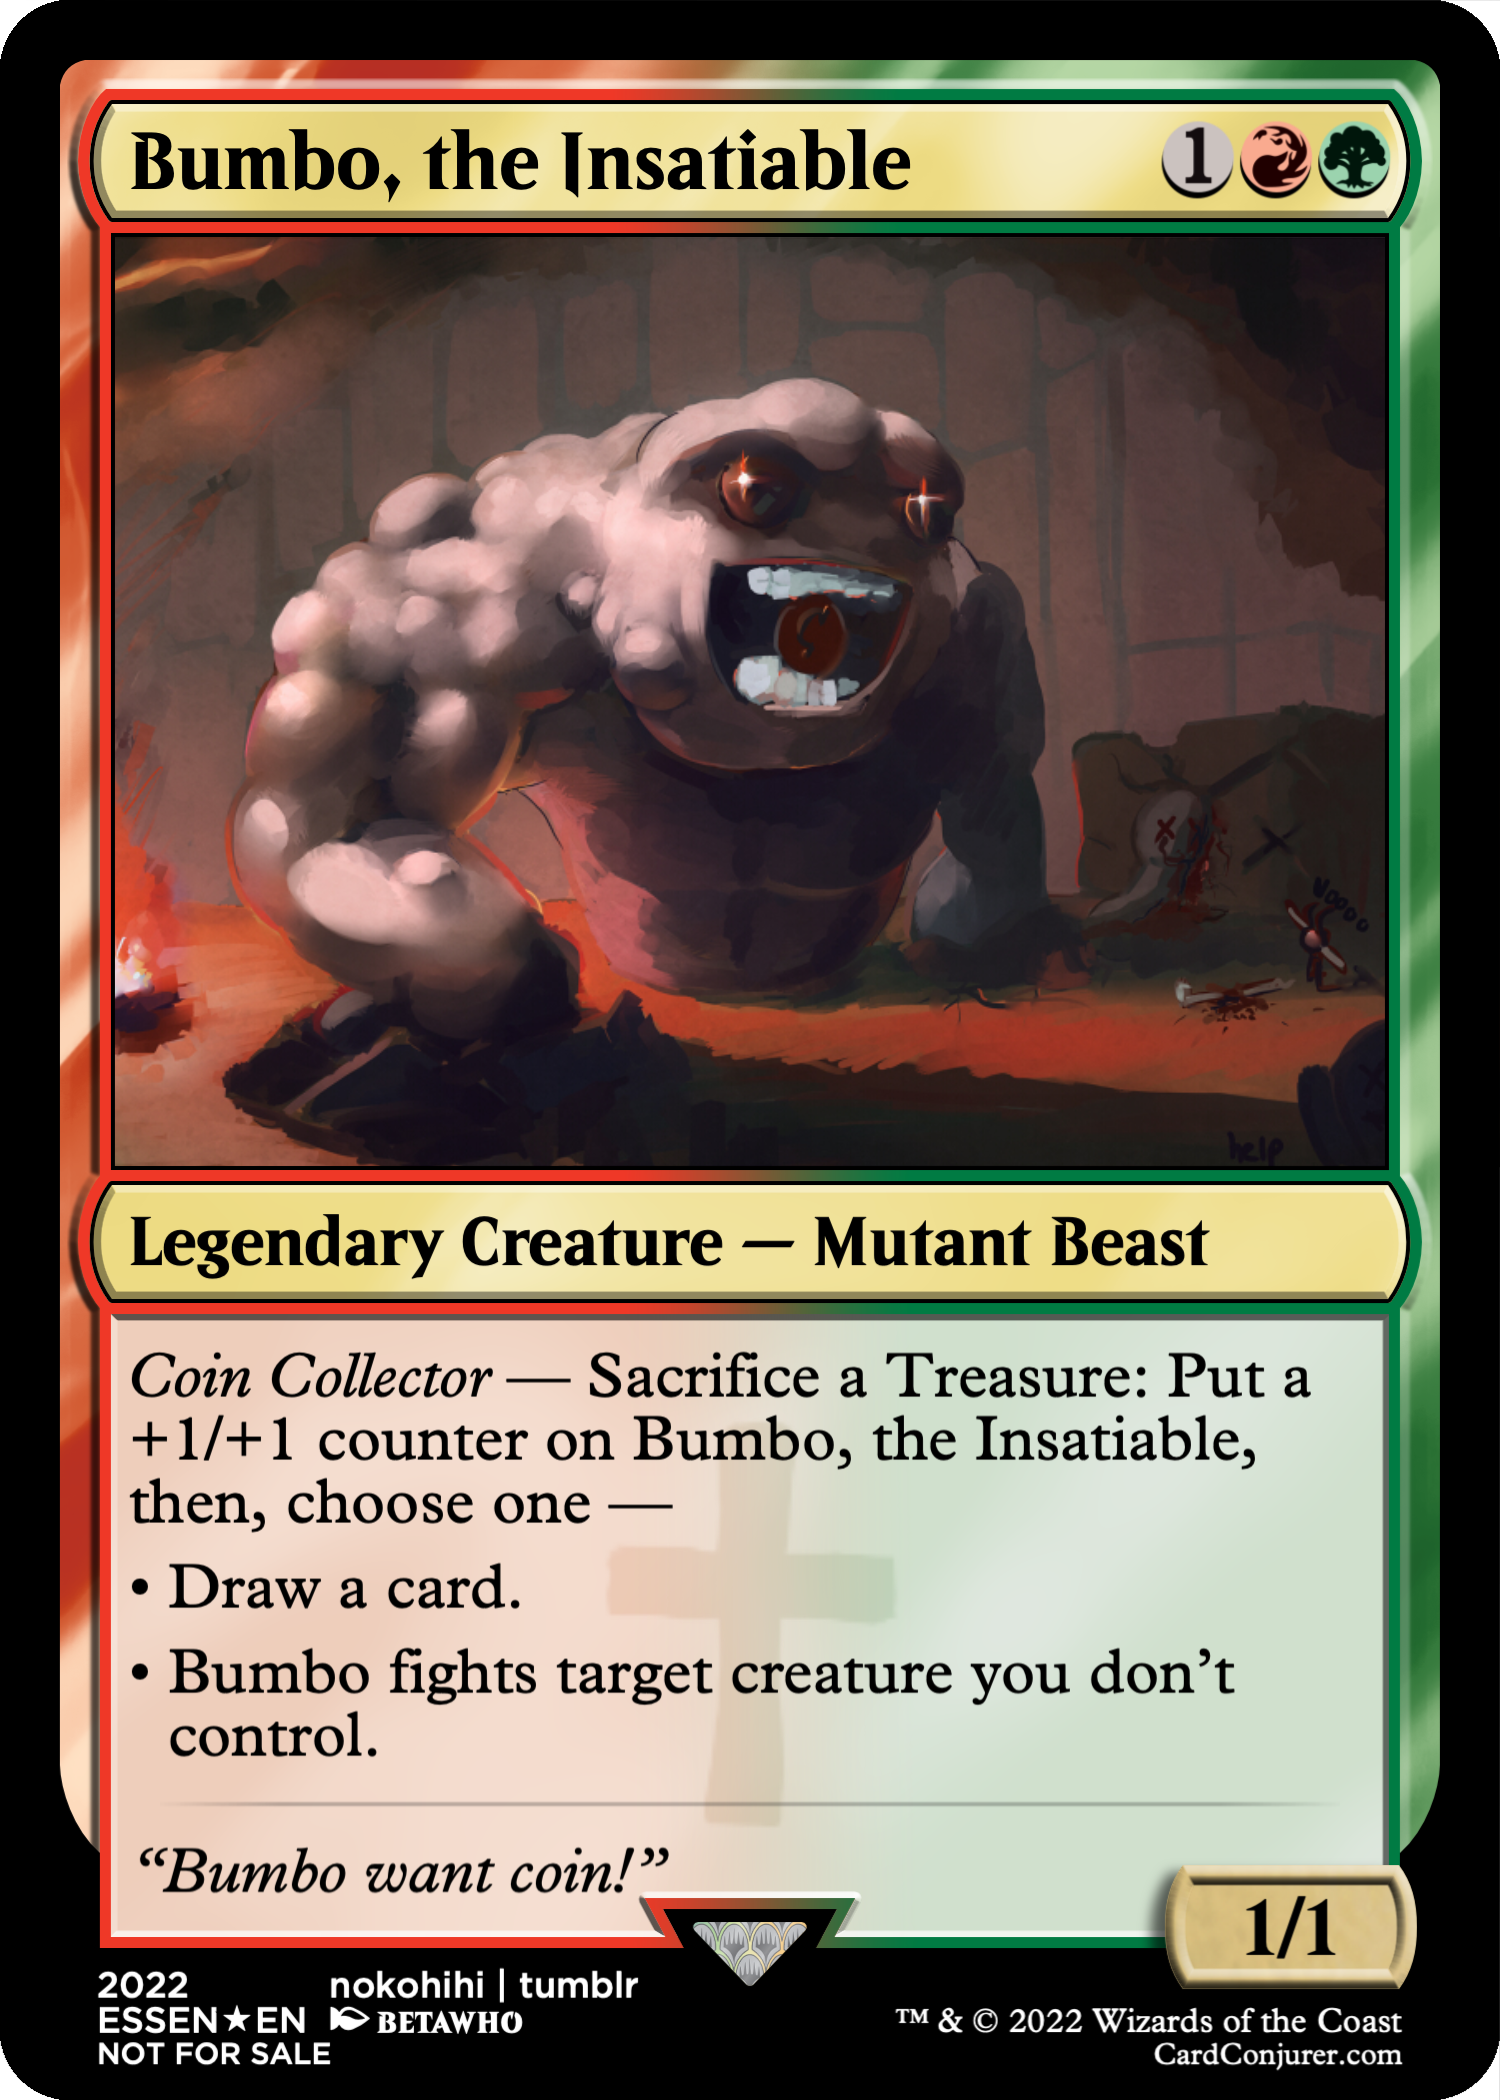 Bumbo, the Insatiable 1
Noooo
help
Legendary Creature — Mutant Beast
Coin Collector — Sacrifice a Treasure: Put a
+1/+1 counter on Bumbo, the Insatiable,
then, choose one —
• Draw a card.
• Bumbo fights target creature you don’t
control.
“Bumbo want coin!”
1/1
2022 nokohihi | tumblr
ESSEN★EN BETAWHO
NOT FOR SALE
™ & © 2022 Wizards of the Coast
CardConjurer.com